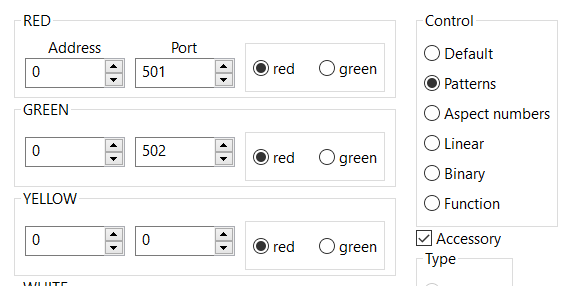 RED
Address Port
0 501 red green
GREEN
0 502 red green
YELLOW
0 0 red green
WHITE
Control
Default
Patterns
Aspect numbers
Linear
Binary
Function
Accessory
Type